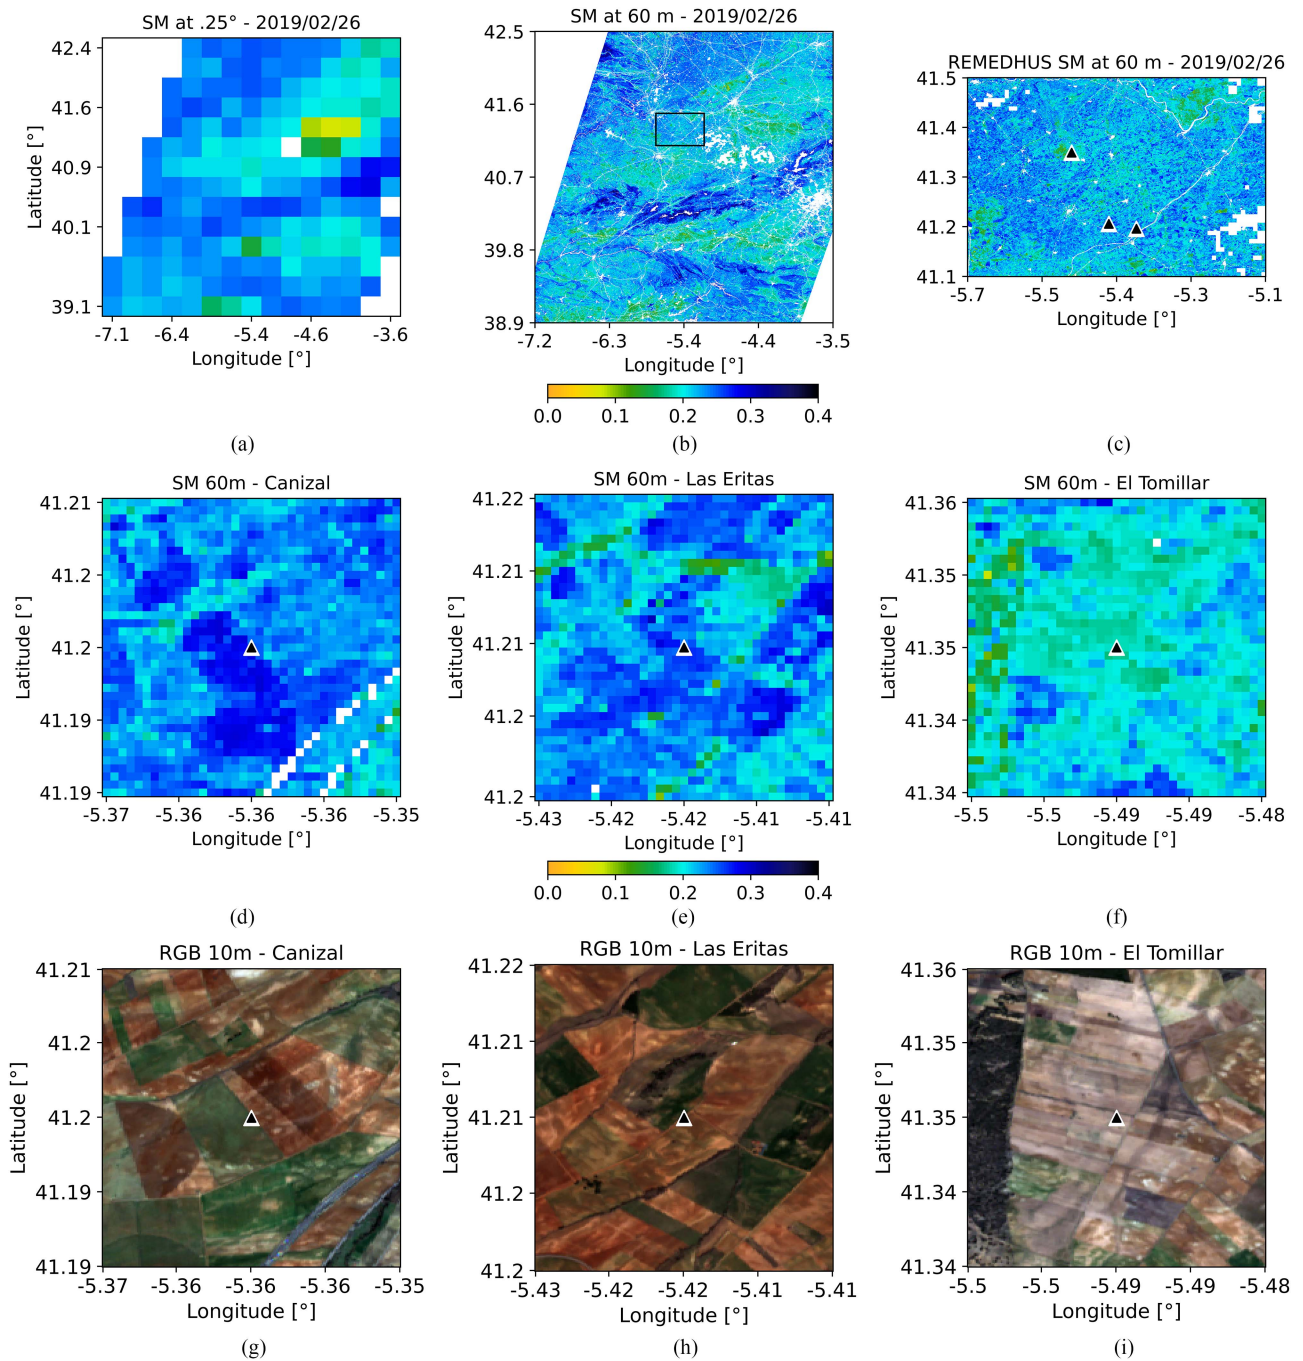 SM at .25° - 2019/02/26
42.4
41.6
40.9
40.1
39.1
Latitude [°]
-7.1 -6.4 -5.4 -4.6 -3.6
Longitude [°]
(a)
SM at 60 m - 2019/02/26
42.5
41.6
40.7
39.8
38.9
-7.2 -6.3 -5.4 -4.4 -3.5
Latitude [°]
Longitude [°]
0.0 0.1 0.2 0.3 0.4
(b)
REMEDHUS SM at 60 m - 2019/02/26
41.5
41.4
41.3
41.2
41.1
-5.7 -5.5 -5.4 -5.3 -5.1
Latitude [°]
Longitude [°]
(c)
SM 60m - Canizal
41.21
41.2
41.2
41.19
41.19
-5.37 -5.36 -5.36 -5.36 -5.35
Latitude [°]
Longitude [°]
(d)
SM 60m - Las Eritas
41.22
41.21
41.21
41.2
41.2
-5.43 -5.42 -5.42 -5.41 -5.41
Latitude [°]
Longitude [°]
0.0 0.1 0.2 0.3 0.4
(e)
SM 60m - El Tomillar
41.36
41.35
41.35
41.34
41.34
-5.5 -5.5 -5.49 -5.49 -5.48
Latitude [°]
Longitude [°]
(f)
RGB 10m - Canizal
41.21
41.2
41.2
41.19
41.19
-5.37 -5.36 -5.36 -5.36 -5.35
Latitude [°]
Longitude [°]
(g)
RGB 10m - Las Eritas
41.22
41.21
41.21
41.2
41.2
-5.43 -5.42 -5.42 -5.41 -5.41
Latitude [°]
Longitude [°]
(h)
RGB 10m - El Tomillar
41.36
41.35
41.35
41.34
41.34
-5.5 -5.5 -5.49 -5.49 -5.48
Latitude [°]
Longitude [°]
(i)